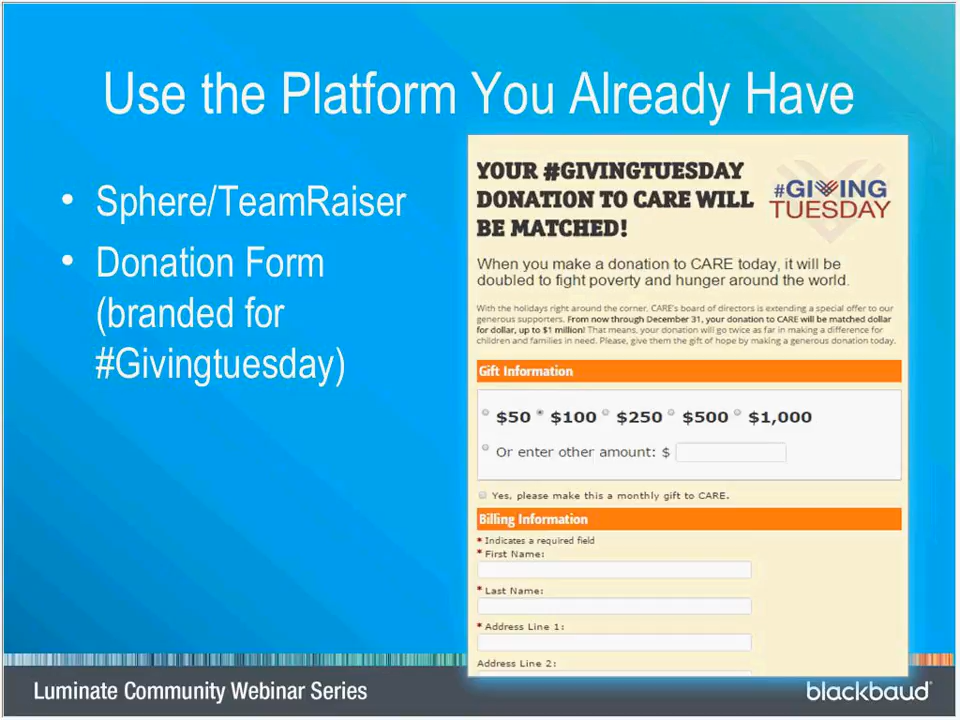 Use the Platform You Already Have
• Sphere/TeamRaiser
• Donation Form
(branded for
#Givingtuesday)
YOUR #GIVINGTUESDAY
DONATION TO CARE WILL
BE MATCHED!
#GIVING
TUESDAY
When you make a donation to CARE today, it will be
doubled to fight poverty and hunger around the world.
With the holidays right around the corner, CARE's board of directors is extending a special offer to our
generous supporters. From now through December 31, your donation to CARE will be matched dollar
for dollar, up to $1 million! That means, your donation will go twice as far in making a difference for
children and families in need. Please, give them the gift of hope by making a generous donation today.
Gift Information
$50 $100 $250 $500 $1,000
Or enter other amount: $
Yes, please make this a monthly gift to CARE.
Billing Information
* Indicates a required field
* First Name:
* Last Name:
* Address Line 1:
Address Line 2:
Luminate Community Webinar Series
blackbaud®